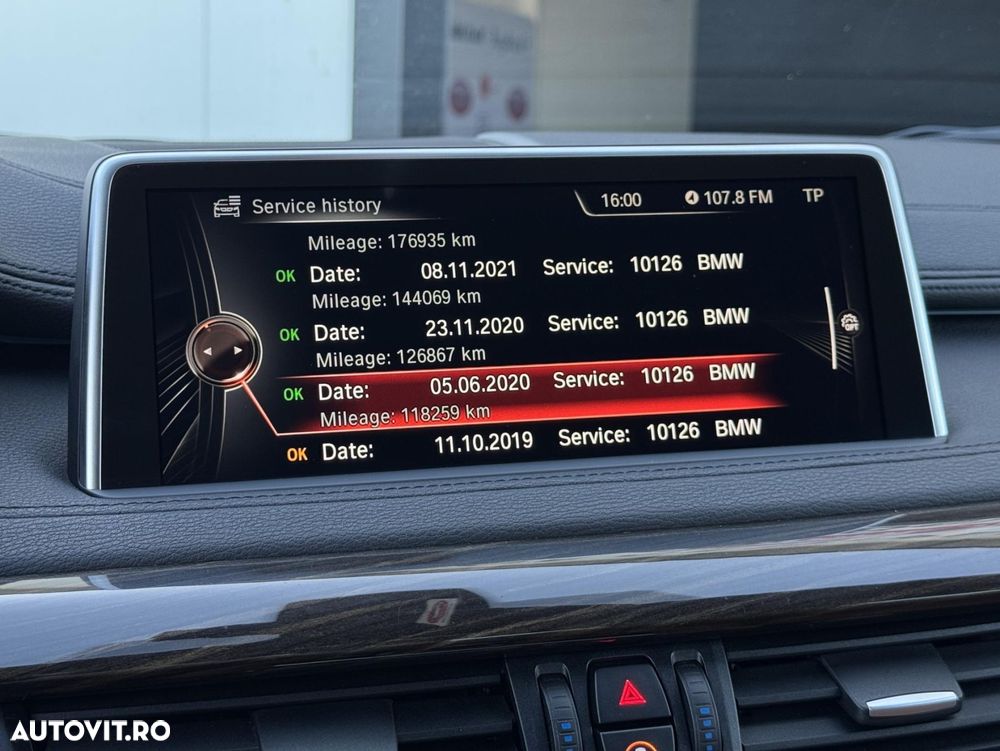 Service history 16:00 107.8 FM TP
Mileage: 176935 km
OK Date: 08.11.2021 Service: 10126 BMW
Mileage: 144069 km
OK Date: 23.11.2020 Service: 10126 BMW
Mileage: 126867 km
OK Date: 05.06.2020 Service: 10126 BMW
Mileage: 118259 km
OK Date: 11.10.2019 Service: 10126 BMW
OFF
AUTOVIT.RO